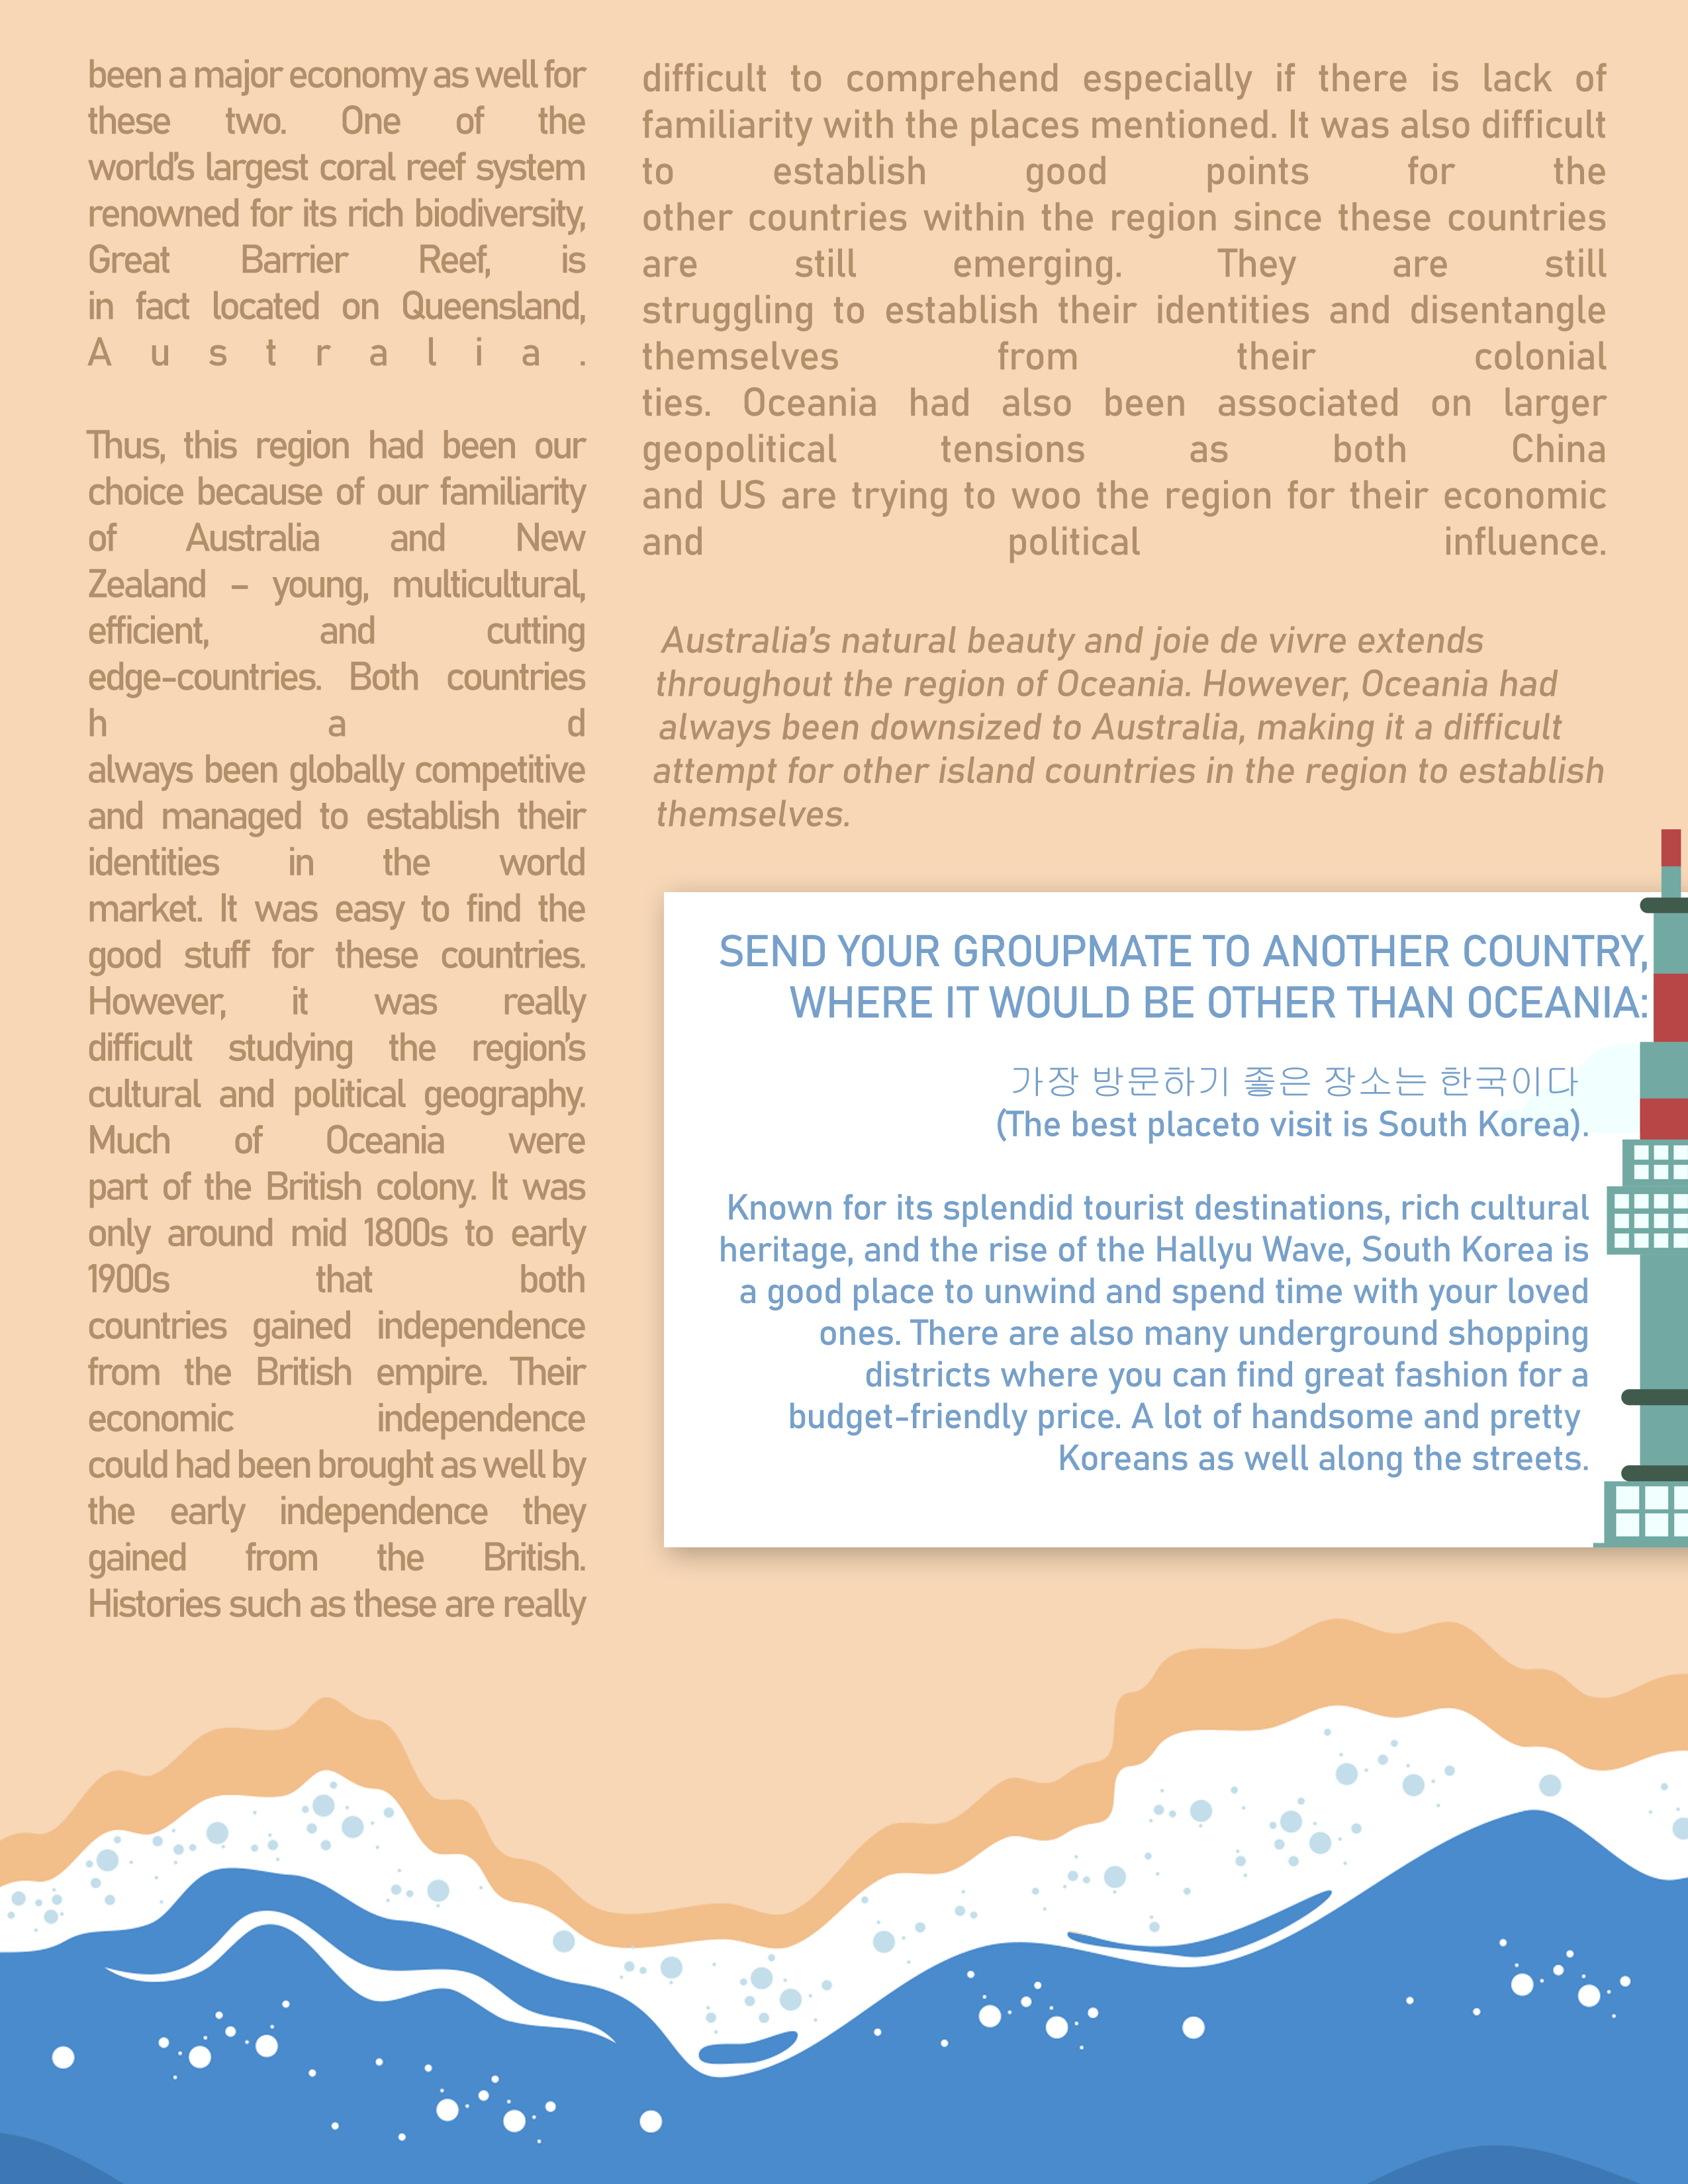 been a major economy as well for
these two. One of the
world's largest coral reef system
renowned for its rich biodiversity,
Great Barrier Reef, is
in fact located on Queensland,
Australia.
Thus, this region had been our
choice because of our familiarity
of Australia and New
Zealand – young, multicultural,
efficient, and cutting
edge-countries. Both countries
had
always been globally competitive
and managed to establish their
identities in the world
market. It was easy to find the
good stuff for these countries.
However, it was really
difficult studying the region's
cultural and political geography.
Much of Oceania were
part of the British colony. It was
only around mid 1800s to early
1900s that both
countries gained independence
from the British empire. Their
economic independence
could had been brought as well by
the early independence they
gained from the British.
Histories such as these are really
difficult to comprehend especially if there is lack of
familiarity with the places mentioned. It was also difficult
to establish good points for the
other countries within the region since these countries
are still emerging. They are still
struggling to establish their identities and disentangle
themselves from their colonial
ties. Oceania had also been associated on larger
geopolitical tensions as both China
and US are trying to woo the region for their economic
and political influence.
Australia's natural beauty and joie de vivre extends
throughout the region of Oceania. However, Oceania had
always been downsized to Australia, making it a difficult
attempt for other island countries in the region to establish
themselves.
SEND YOUR GROUPMATE TO ANOTHER COUNTRY,
WHERE IT WOULD BE OTHER THAN OCEANIA:
가장 방문하기 좋은 장소는 한국이다
(The best placeto visit is South Korea).
Known for its splendid tourist destinations, rich cultural
heritage, and the rise of the Hallyu Wave, South Korea is
a good place to unwind and spend time with your loved
ones. There are also many underground shopping
districts where you can find great fashion for a
budget-friendly price. A lot of handsome and pretty
Koreans as well along the streets.